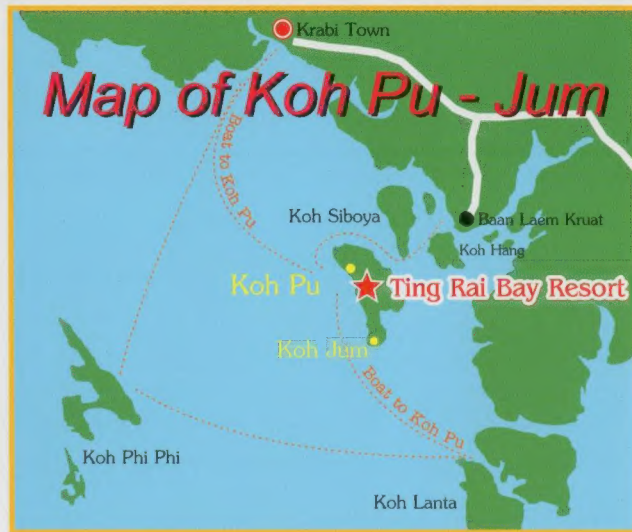 Krabi Town
Map of Koh Pu - Jum
Boat to Koh Pu
Koh Siboya
Baan Laem Kruat
Koh Hang
Koh Pu
Ting Rai Bay Resort
Koh Jum
Boat to Koh Pu
Koh Phi Phi
Koh Lanta